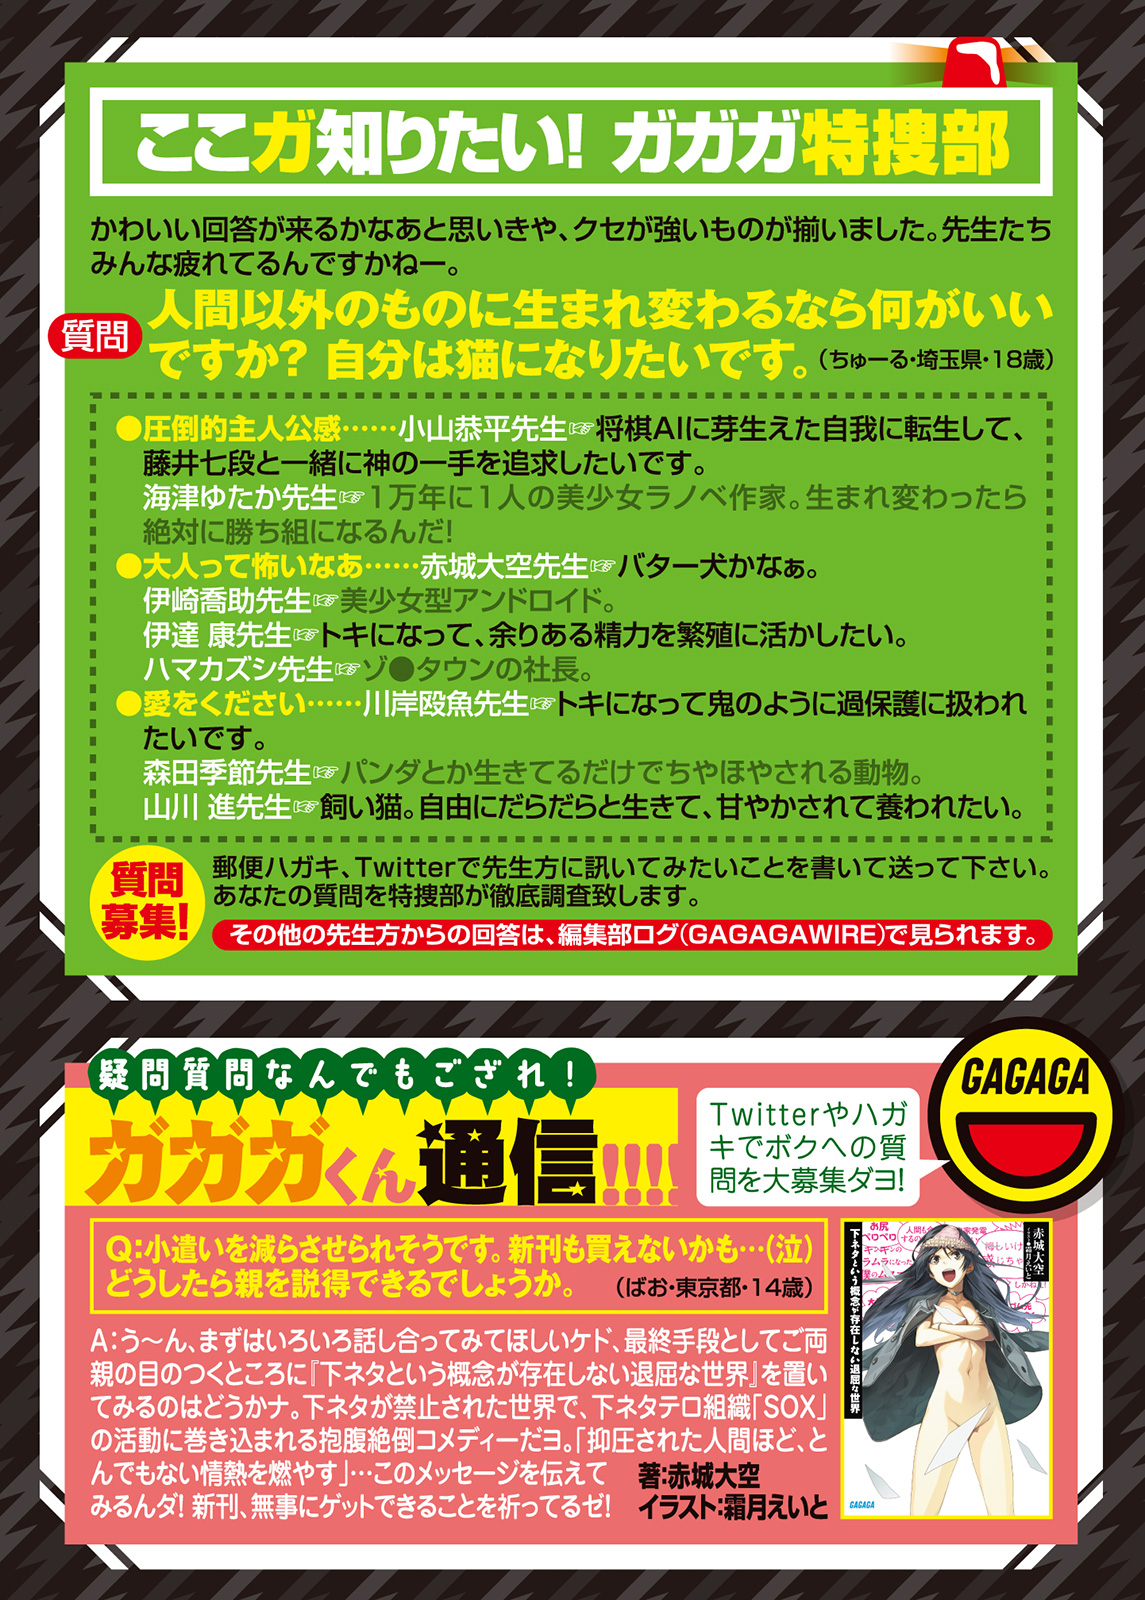 ここガ知りたい! ガガガ特捜部
かわいい回答が来るかなあと思いきや、クセが強いものが揃いました。先生たち
みんな疲れてるんですかねー。
質問
人間以外のものに生まれ変わるなら何がいい
ですか? 自分は猫になりたいです。(ちゅーる・埼玉県・18歳)
●圧倒的主人公感……小山恭平先生☞将棋AIに芽生えた自我に転生して、
藤井七段と一緒に神の一手を追求したいです。
海津ゆたか先生☞1万年に1人の美少女ラノベ作家。生まれ変わったら
絶対に勝ち組になるんだ!
●大人って怖いなあ……赤城大空先生☞バター犬かなぁ。
伊崎喬助先生☞美少女型アンドロイド。
伊達 康先生☞トキになって、余りある精力を繁殖に活かしたい。
ハマカズシ先生☞ゾ●タウンの社長。
●愛をください……川岸殴魚先生☞トキになって鬼のように過保護に扱われ
たいです。
森田季節先生☞パンダとか生きてるだけでちやほやされる動物。
山川 進先生☞飼い猫。自由にだらだらと生きて、甘やかされて養われたい。
質問
募集!
郵便ハガキ、Twitterで先生方に訊いてみたいことを書いて送って下さい。
あなたの質問を特捜部が徹底調査致します。
その他の先生方からの回答は、編集部ログ(GAGAGAWIRE)で見られます。
疑問質問なんでもござれ!
ガガガくん通信!!!!
Twitterやハガ
キでボクへの質
問を大募集ダヨ!
GAGAGA
Q:小遣いを減らさせられそうです。新刊も買えないかも…(泣)
どうしたら親を説得できるでしょうか。 (ばお・東京都・14歳)
A:う〜ん、まずはいろいろ話し合ってみてほしいケド、最終手段としてご両
親の目のつくところに『下ネタという概念が存在しない退屈な世界』を置い
てみるのはどうかナ。下ネタが禁止された世界で、下ネタテロ組織「SOX」
の活動に巻き込まれる抱腹絶倒コメディーだヨ。「抑圧された人間ほど、と
んでもない情熱を燃やす」…このメッセージを伝えて
みるんダ! 新刊、無事にゲットできることを祈ってるゼ!
著:赤城大空
イラスト:霜月えいと
赤城大空
イラスト 霜月えいと
下ネタという概念が存在しない退屈な世界
お尻
ペロペロ
GAGAGA